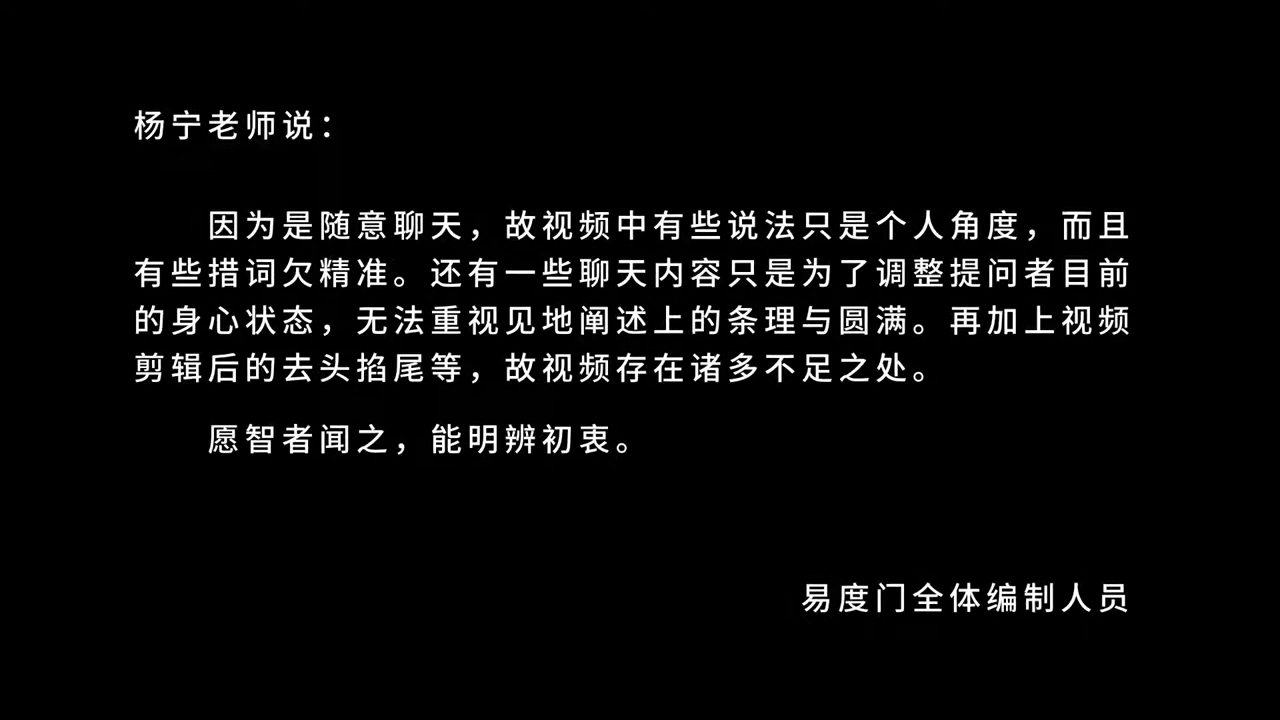 杨宁老师说：
因为是随意聊天，故视频中有些说法只是个人角度，而且
有些措词欠精准。还有一些聊天内容只是为了调整提问者目前
的身心状态，无法重视见地阐述上的条理与圆满。再加上视频
剪辑后的去头掐尾等，故视频存在诸多不足之处。
愿智者闻之，能明辨初衷。
易度门全体编制人员